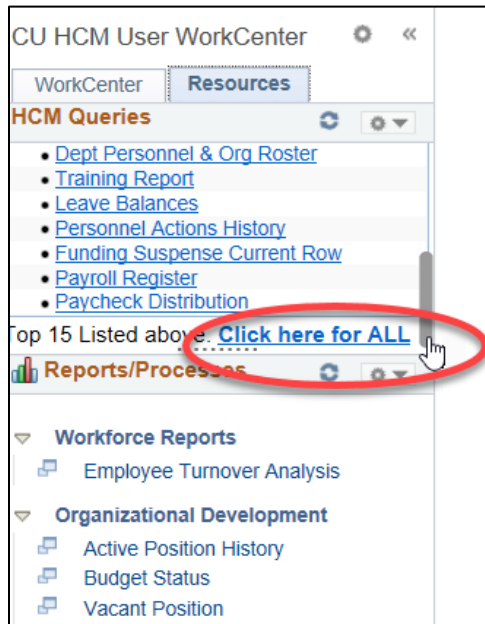 CU HCM User WorkCenter
WorkCenter Resources
HCM Queries
Dept Personnel & Org Roster
Training Report
Leave Balances
Personnel Actions History
Funding Suspense Current Row
Payroll Register
Paycheck Distribution
Top 15 Listed above. Click here for ALL
Reports/Processes
Workforce Reports
Employee Turnover Analysis
Organizational Development
Active Position History
Budget Status
Vacant Position